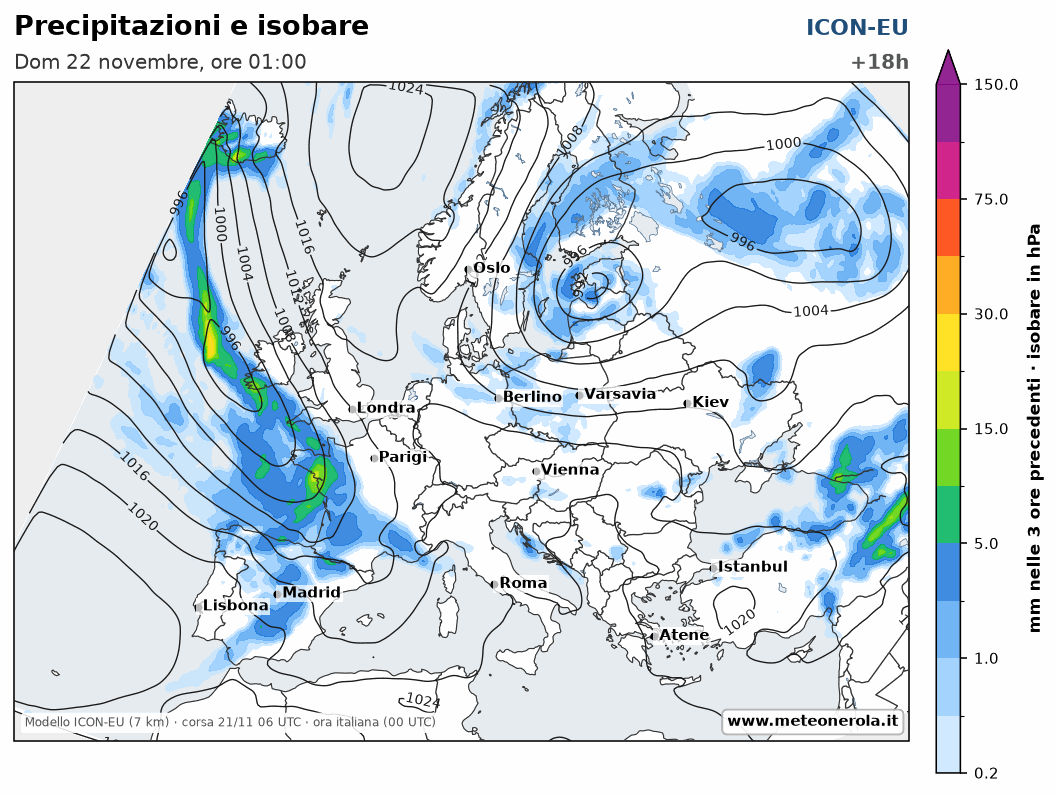 Precipitazioni e isobare
ICON-EU
Dom 22 novembre, ore 01:00
+18h
1024
1008
1000
996
996
1000
1016
1004
1012
1008
996
996
992
1004
1016
1020
1020
1024
Oslo
Londra
Berlino
Varsavia
Kiev
Parigi
Vienna
Istanbul
Roma
Madrid
Lisbona
Atene
Modello ICON-EU (7 km) · corsa 21/11 06 UTC · ora italiana (00 UTC)
www.meteonerola.it
150.0
75.0
30.0
15.0
5.0
1.0
0.2
mm nelle 3 ore precedenti · isobare in hPa